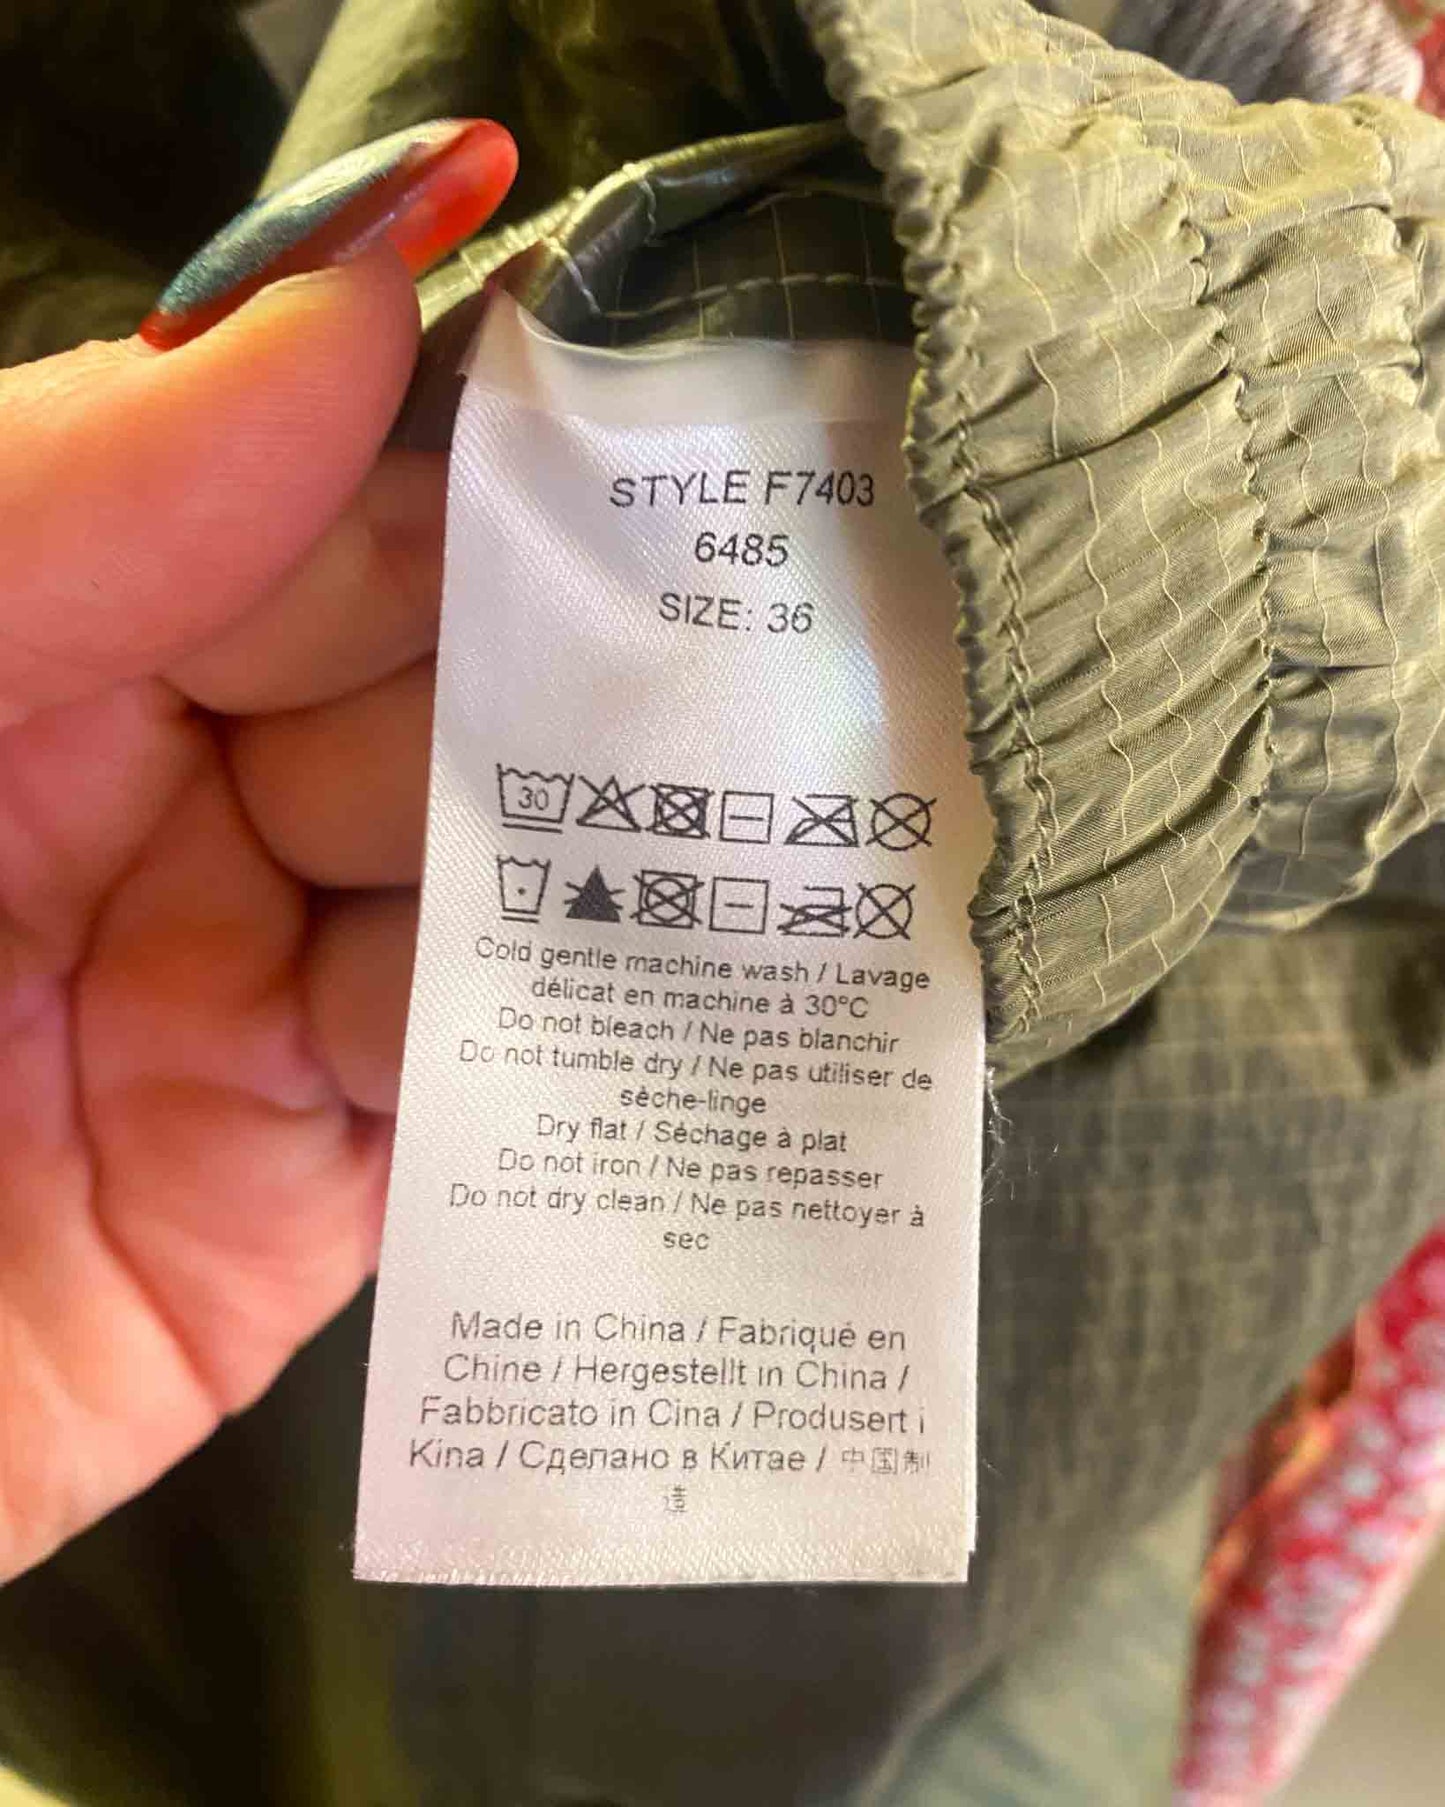 STYLE F7403
6485
SIZE: 36
30
Cold gentle machine wash / Lavage
délicat en machine à 30°C
Do not bleach / Ne pas blanchir
Do not tumble dry / Ne pas utiliser de
sèche-linge
Dry flat / Séchage à plat
Do not iron / Ne pas repasser
Do not dry clean / Ne pas nettoyer à
sec
Made in China / Fabriqué en
Chine / Hergestellt in China /
Fabbricato in Cina / Produsert i
Kina / Сделано в Китае / 中国制
造